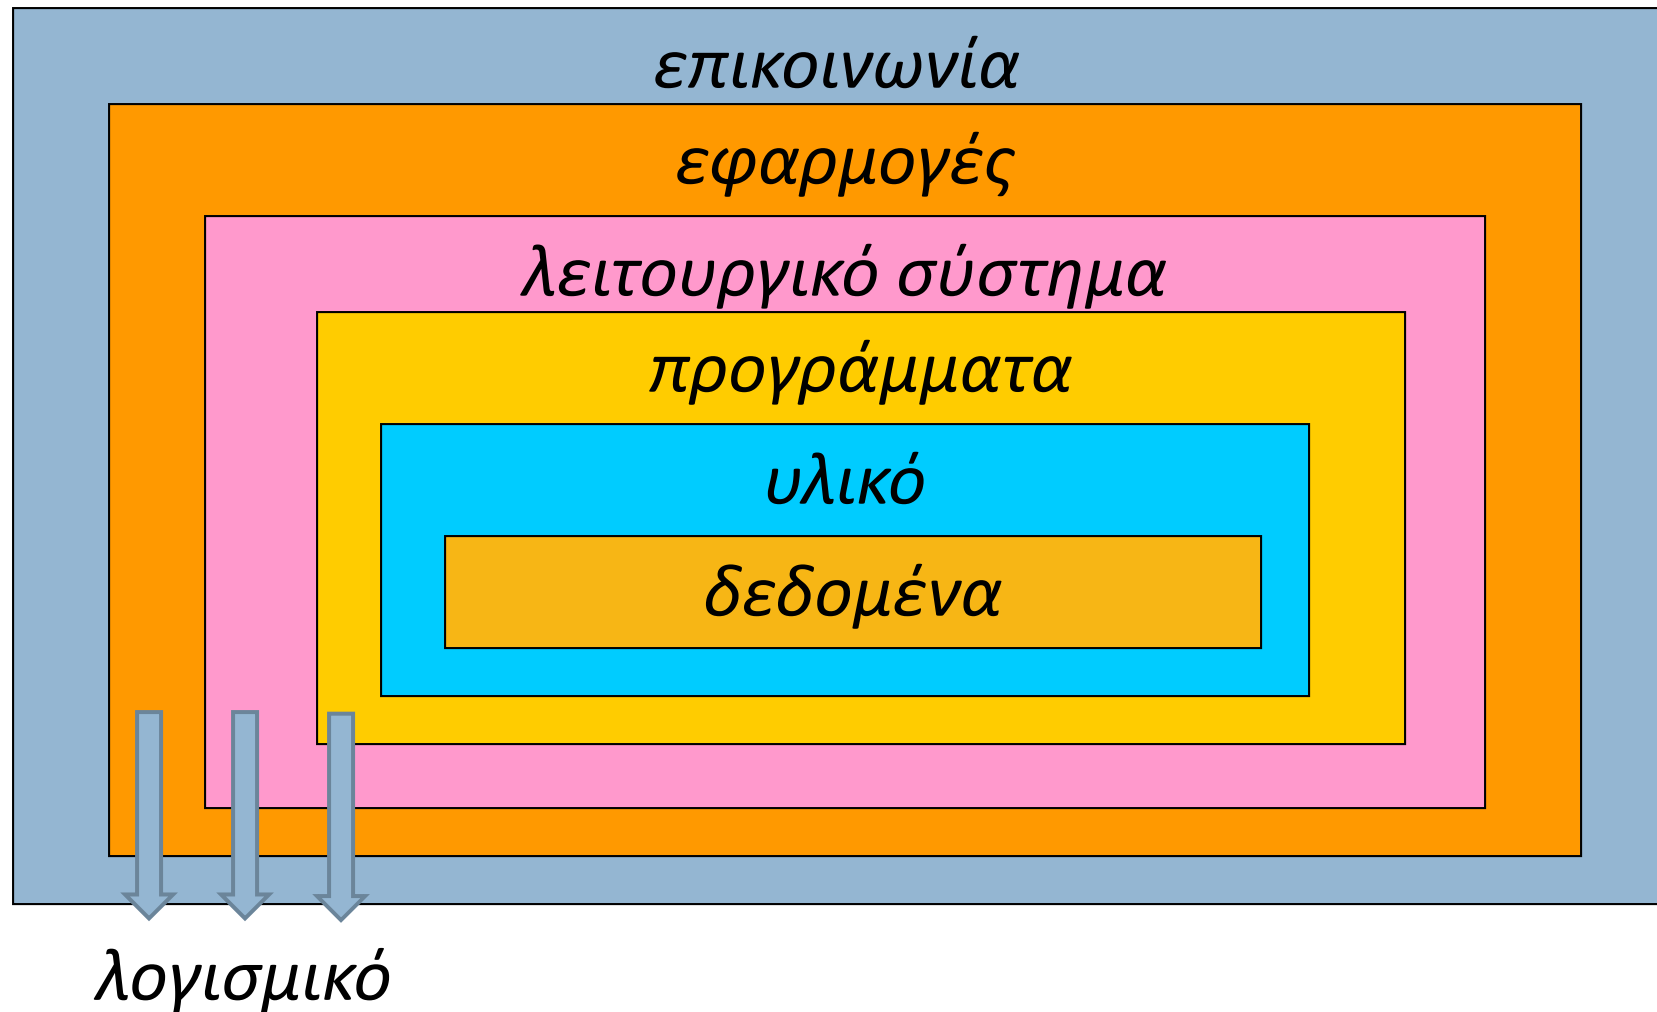 επικοινωνία
εφαρμογές
λειτουργικό σύστημα
προγράμματα
υλικό
δεδομένα
λογισμικό